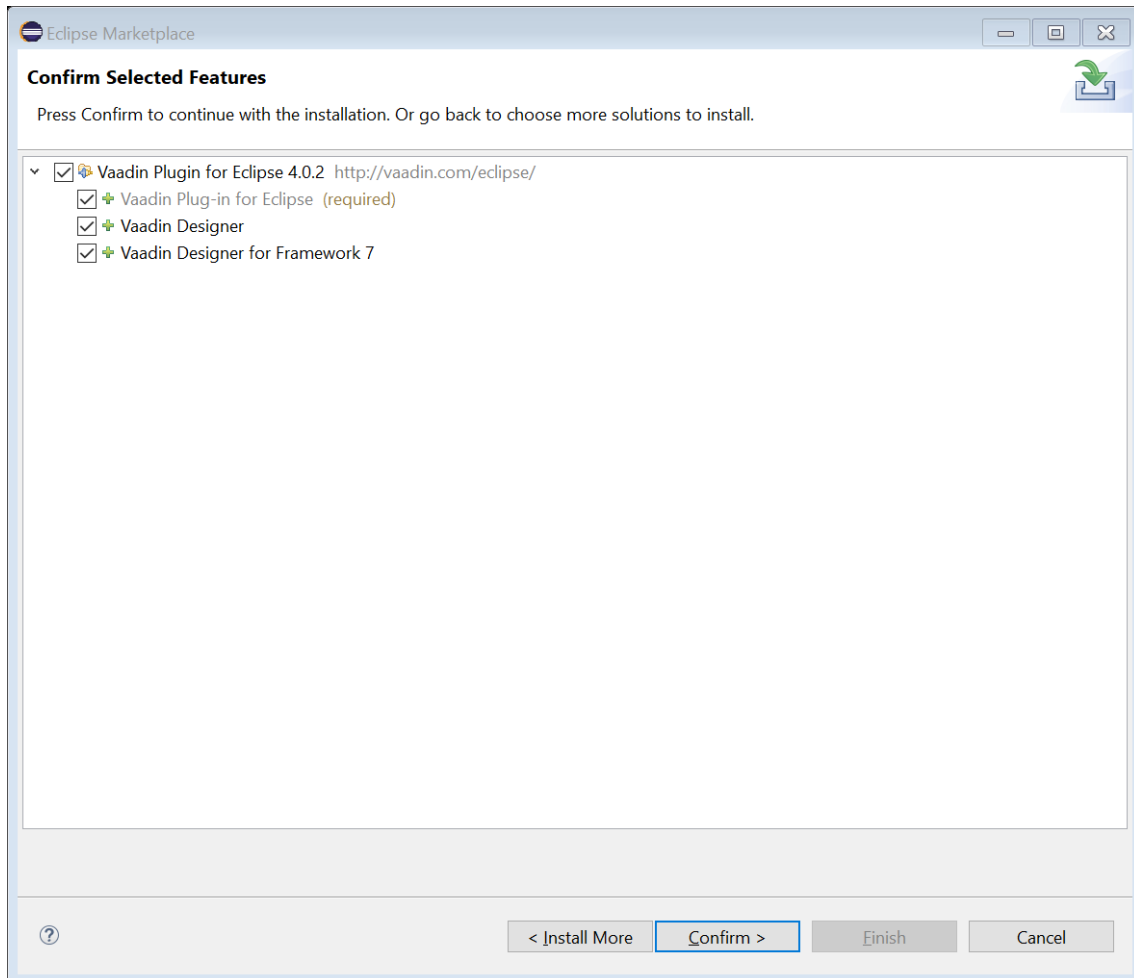 Eclipse Marketplace
Confirm Selected Features
Press Confirm to continue with the installation. Or go back to choose more solutions to install.
Vaadin Plugin for Eclipse 4.0.2 http://vaadin.com/eclipse/
Vaadin Plug-in for Eclipse (required)
Vaadin Designer
Vaadin Designer for Framework 7
< Install More Confirm > Finish Cancel